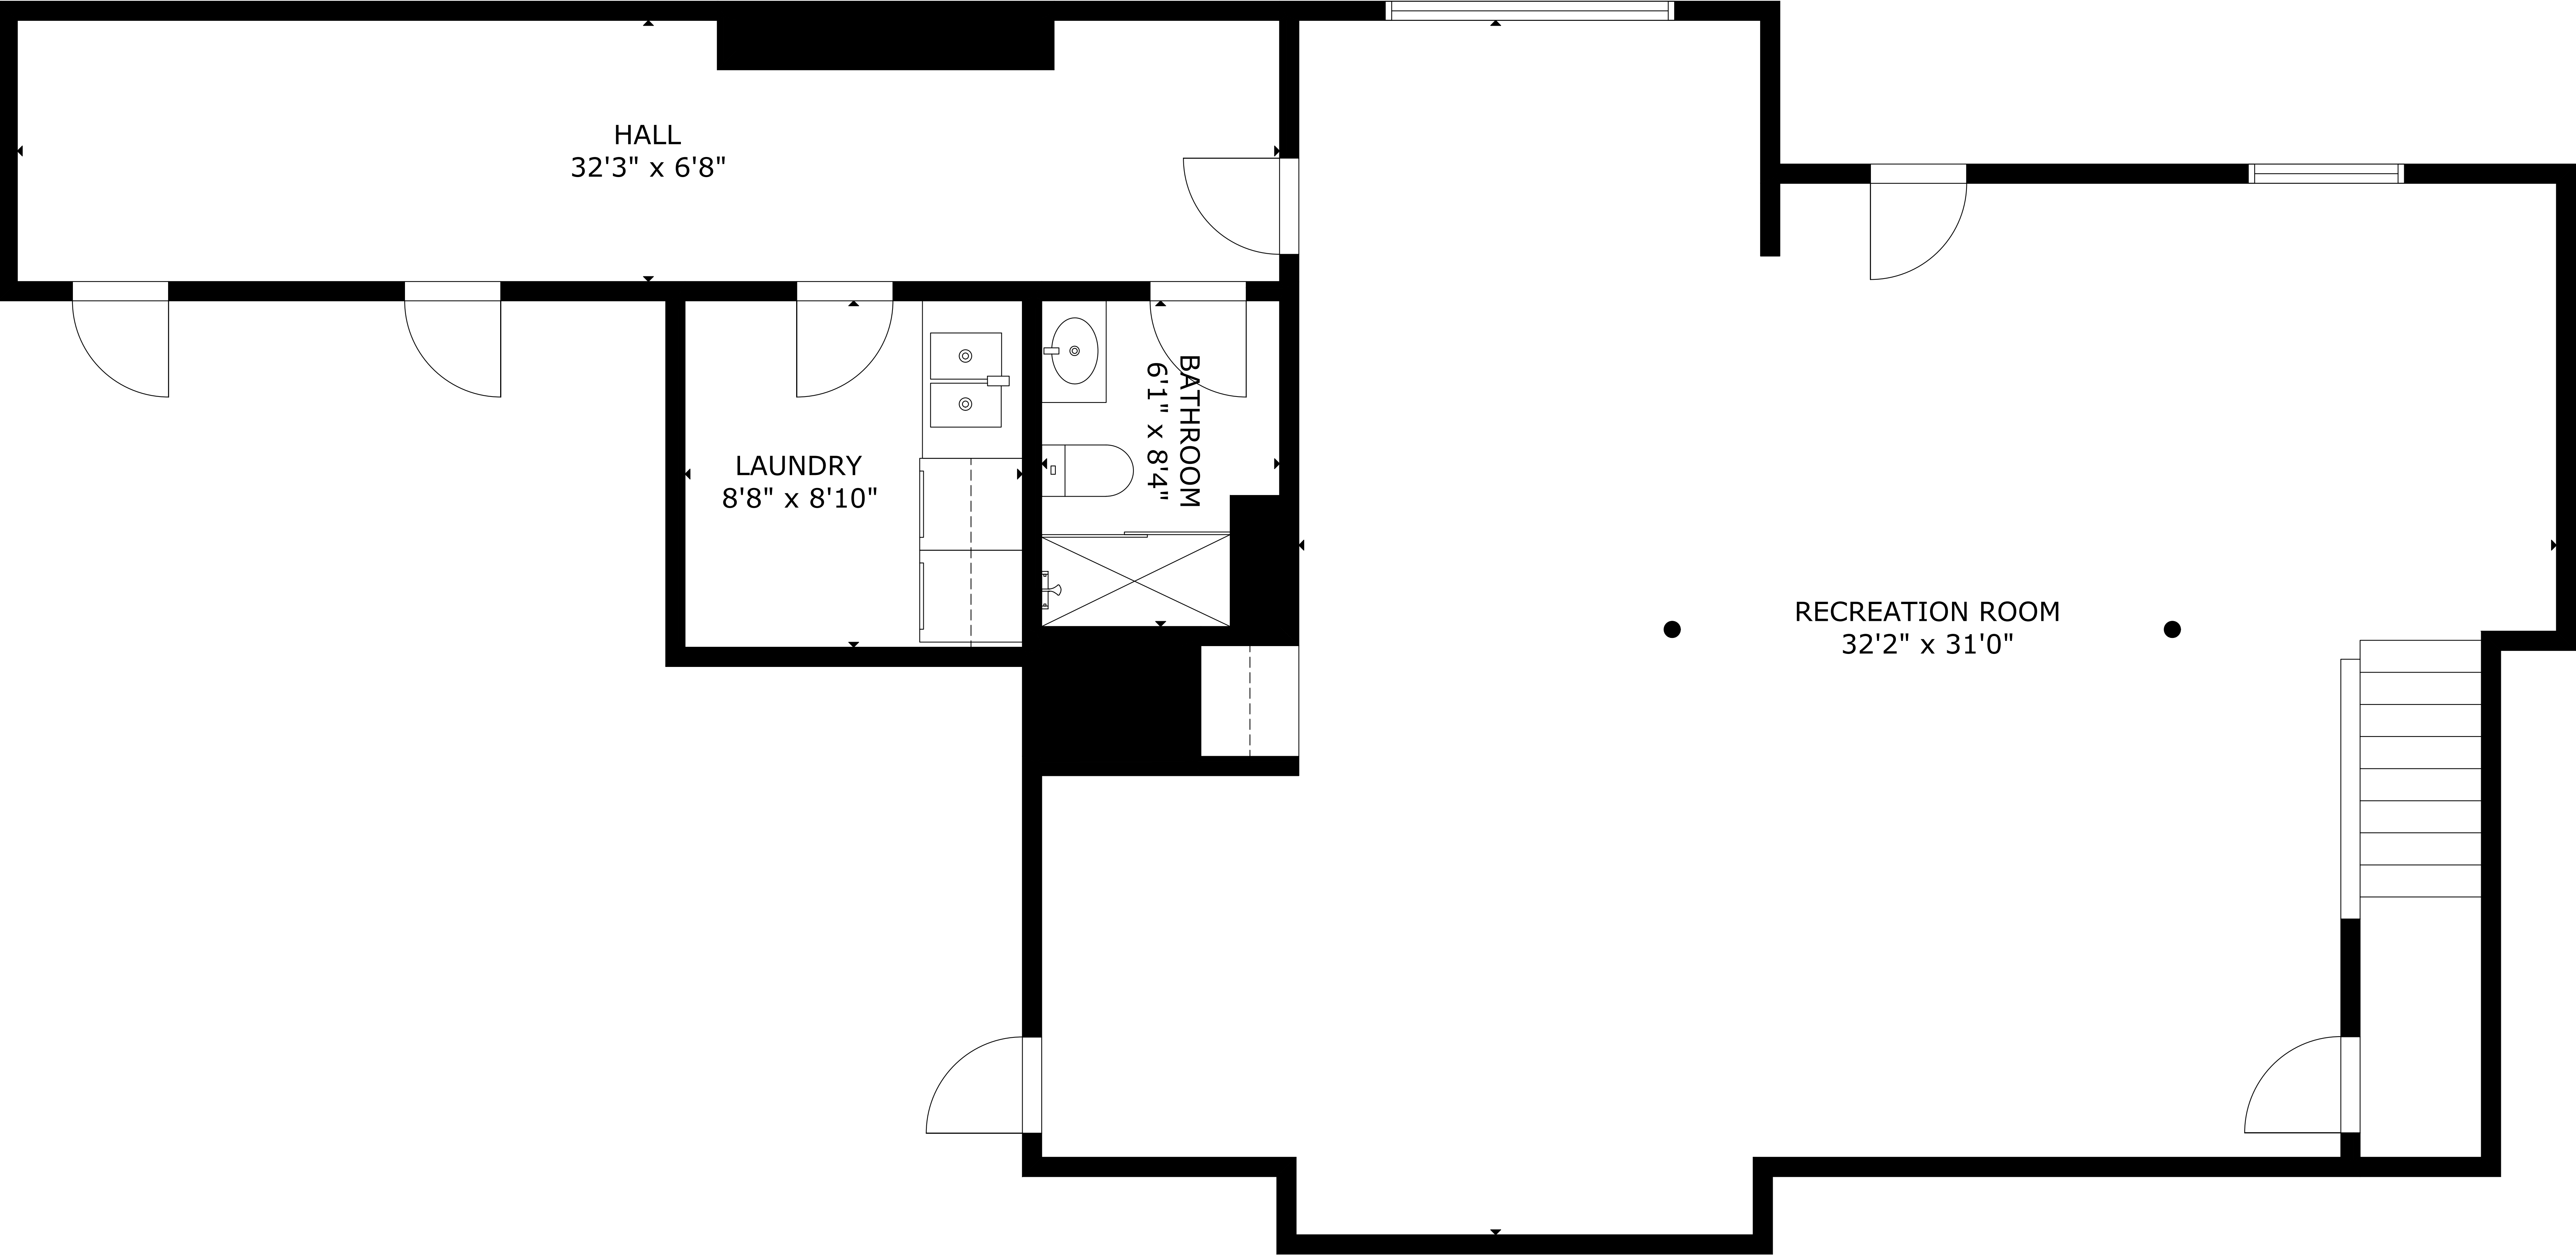 HALL
32'3" x 6'8"
BATHROOM
6'1" x 8'4"
LAUNDRY
8'8" x 8'10"
RECREATION ROOM
32'2" x 31'0"